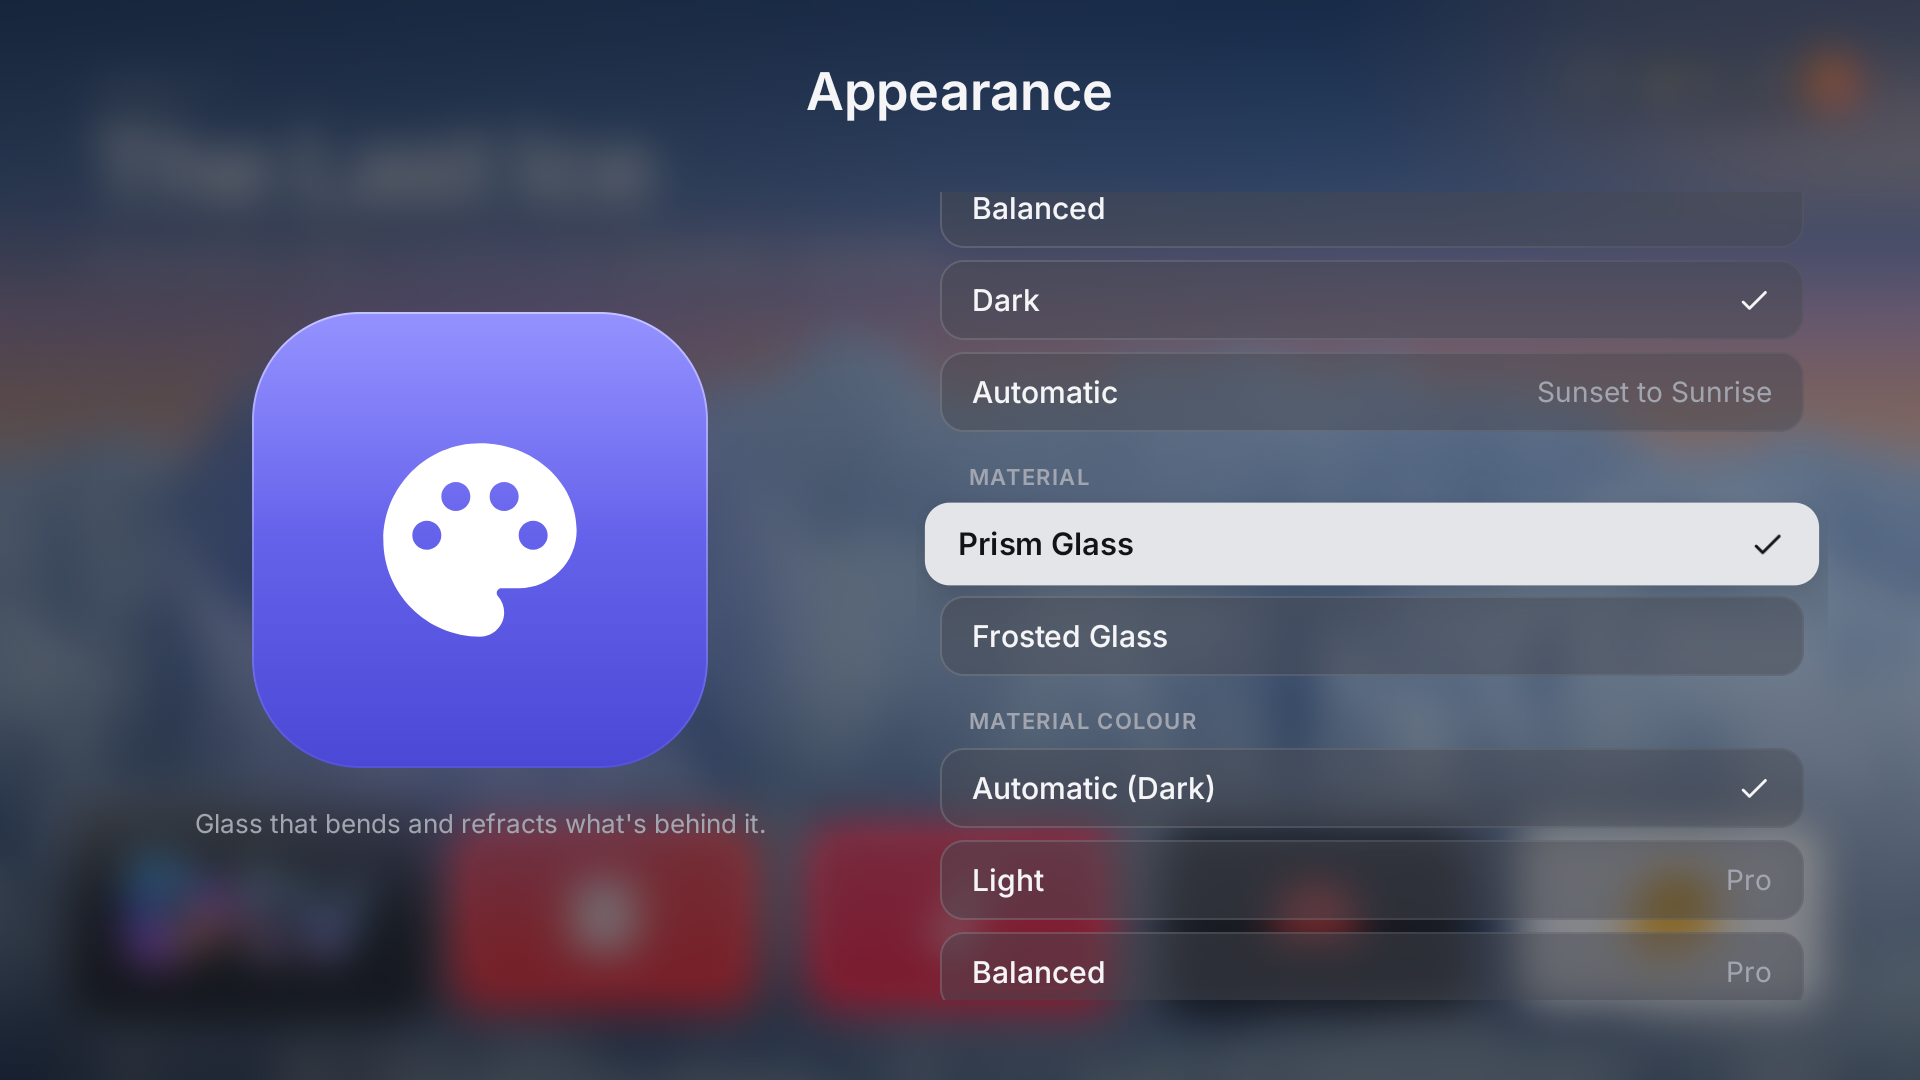 Appearance
Balanced
Dark
Automatic
Sunset to Sunrise
MATERIAL
Prism Glass
Frosted Glass
MATERIAL COLOUR
Automatic (Dark)
Light
Pro
Balanced
Pro
Glass that bends and refracts what's behind it.